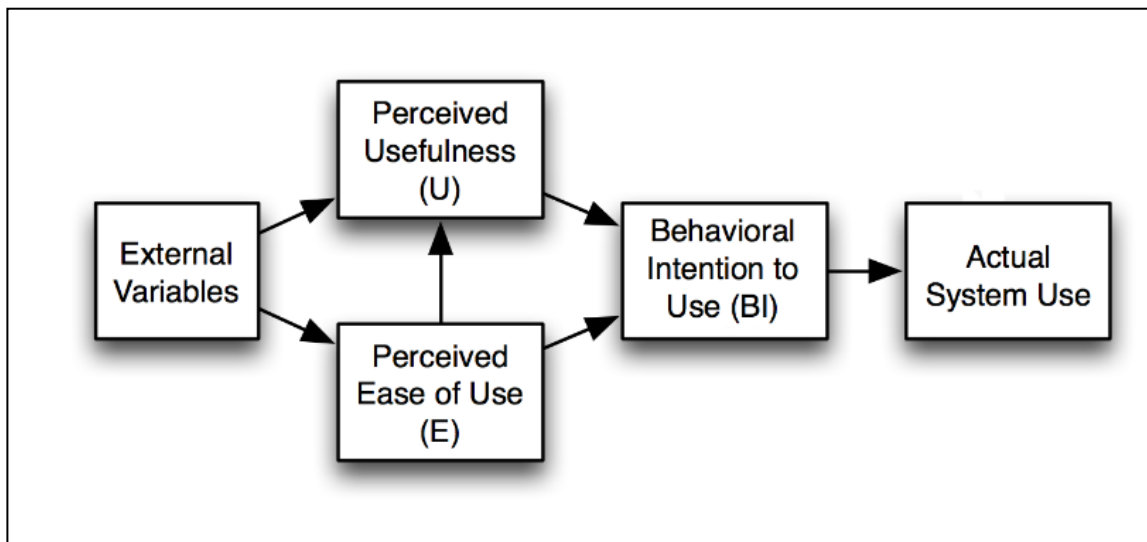 External
Variables
Perceived
Usefulness
(U)
Perceived
Ease of Use
(E)
Behavioral
Intention to
Use (BI)
Actual
System Use